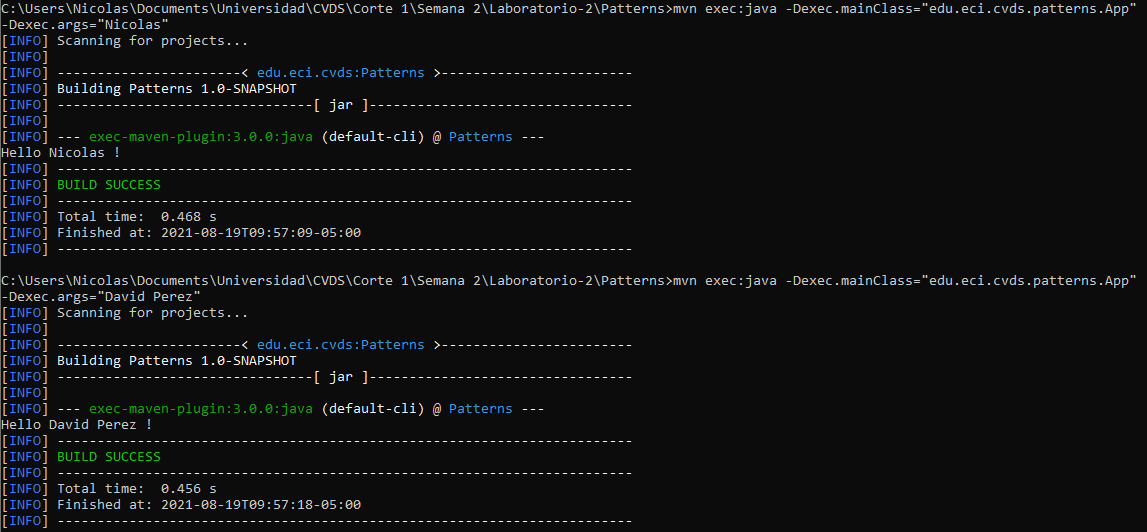 C:\Users\Nicolas\Documents\Universidad\CVDS\Corte 1\Semana 2\Laboratorio-2\Patterns>mvn exec:java -Dexec.mainClass="edu.eci.cvds.patterns.App"
-Dexec.args="Nicolas"
[INFO] Scanning for projects...
[INFO]
[INFO] -----------------------< edu.eci.cvds:Patterns >------------------------
[INFO] Building Patterns 1.0-SNAPSHOT
[INFO] --------------------------------[ jar ]---------------------------------
[INFO]
[INFO] --- exec-maven-plugin:3.0.0:java (default-cli) @ Patterns ---
Hello Nicolas !
[INFO] ------------------------------------------------------------------------
[INFO] BUILD SUCCESS
[INFO] ------------------------------------------------------------------------
[INFO] Total time:  0.468 s
[INFO] Finished at: 2021-08-19T09:57:09-05:00
[INFO] ------------------------------------------------------------------------
C:\Users\Nicolas\Documents\Universidad\CVDS\Corte 1\Semana 2\Laboratorio-2\Patterns>mvn exec:java -Dexec.mainClass="edu.eci.cvds.patterns.App"
-Dexec.args="David Perez"
[INFO] Scanning for projects...
[INFO]
[INFO] -----------------------< edu.eci.cvds:Patterns >------------------------
[INFO] Building Patterns 1.0-SNAPSHOT
[INFO] --------------------------------[ jar ]---------------------------------
[INFO]
[INFO] --- exec-maven-plugin:3.0.0:java (default-cli) @ Patterns ---
Hello David Perez !
[INFO] ------------------------------------------------------------------------
[INFO] BUILD SUCCESS
[INFO] ------------------------------------------------------------------------
[INFO] Total time:  0.456 s
[INFO] Finished at: 2021-08-19T09:57:18-05:00
[INFO] ------------------------------------------------------------------------